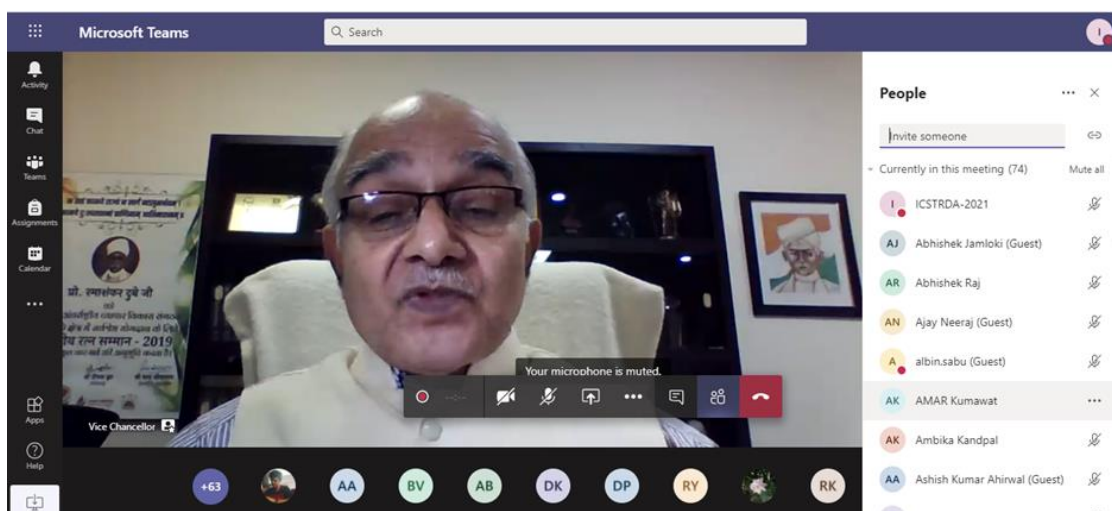 Microsoft Teams
Search
Activity
Chat
Teams
Assignments
Calendar
Apps
Help
प्रो. रमाशंकर दुबे जी
रत्न सम्मान - 2019
Your microphone is muted.
Vice Chancellor
+63
AA
BV
AB
DK
DP
RY
RK
People
Invite someone
Currently in this meeting (74)
Mute all
I ICSTRDA-2021
AJ Abhishek Jamloki (Guest)
AR Abhishek Raj
AN Ajay Neeraj (Guest)
A albin.sabu (Guest)
AK AMAR Kumawat
AK Ambika Kandpal
AA Ashish Kumar Ahirwal (Guest)